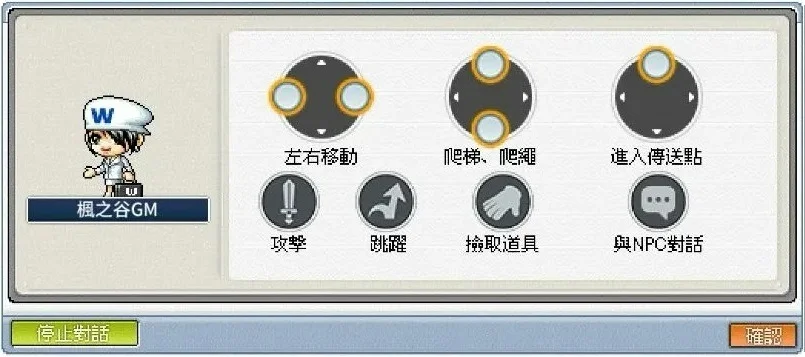 左右移動
爬梯、爬繩
進入傳送點
W
W
楓之谷GM
攻擊
跳躍
撿取道具
與NPC對話
停止對話
確認